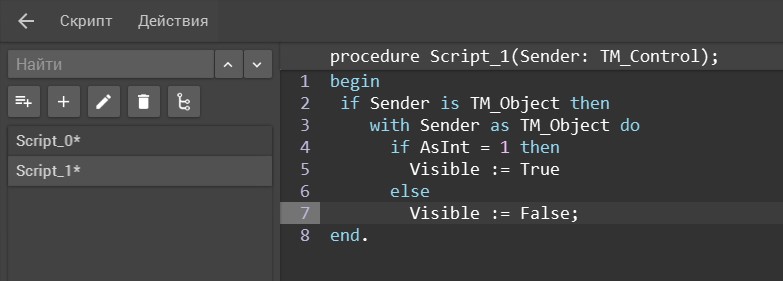 Скрипт Действия
Найти
Script_0*
Script_1*
procedure Script_1(Sender: TM_Control);
1 begin
2 if Sender is TM_Object then
3 with Sender as TM_Object do
4 if AsInt = 1 then
5 Visible := True
6 else
7 Visible := False;
8 end.